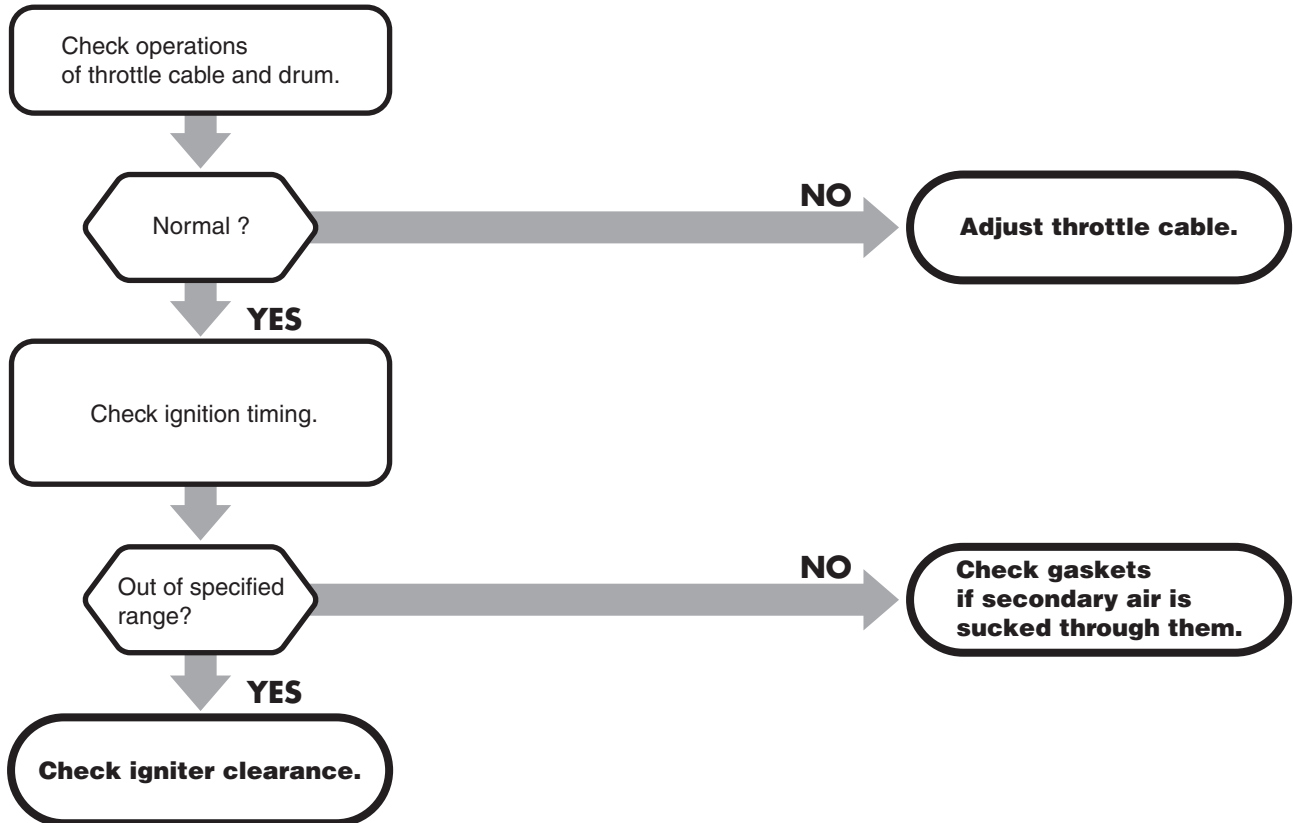 Check operations
of throttle cable and drum.
Normal ?
NO
Adjust throttle cable.
YES
Check ignition timing.
Out of specified
range?
NO
Check gaskets
if secondary air is
sucked through them.
YES
Check igniter clearance.